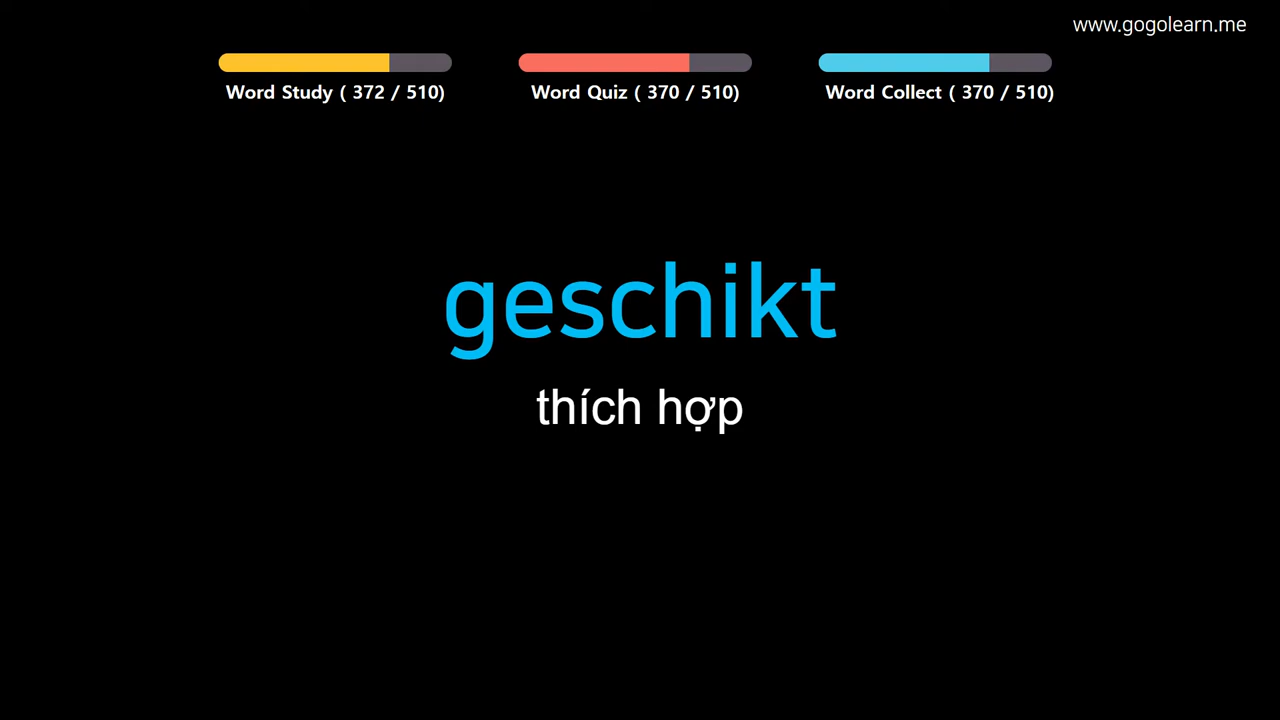 www.gogolearn.me
Word Study ( 372 / 510)
Word Quiz ( 370 / 510)
Word Collect ( 370 / 510)
geschikt
thích hợp